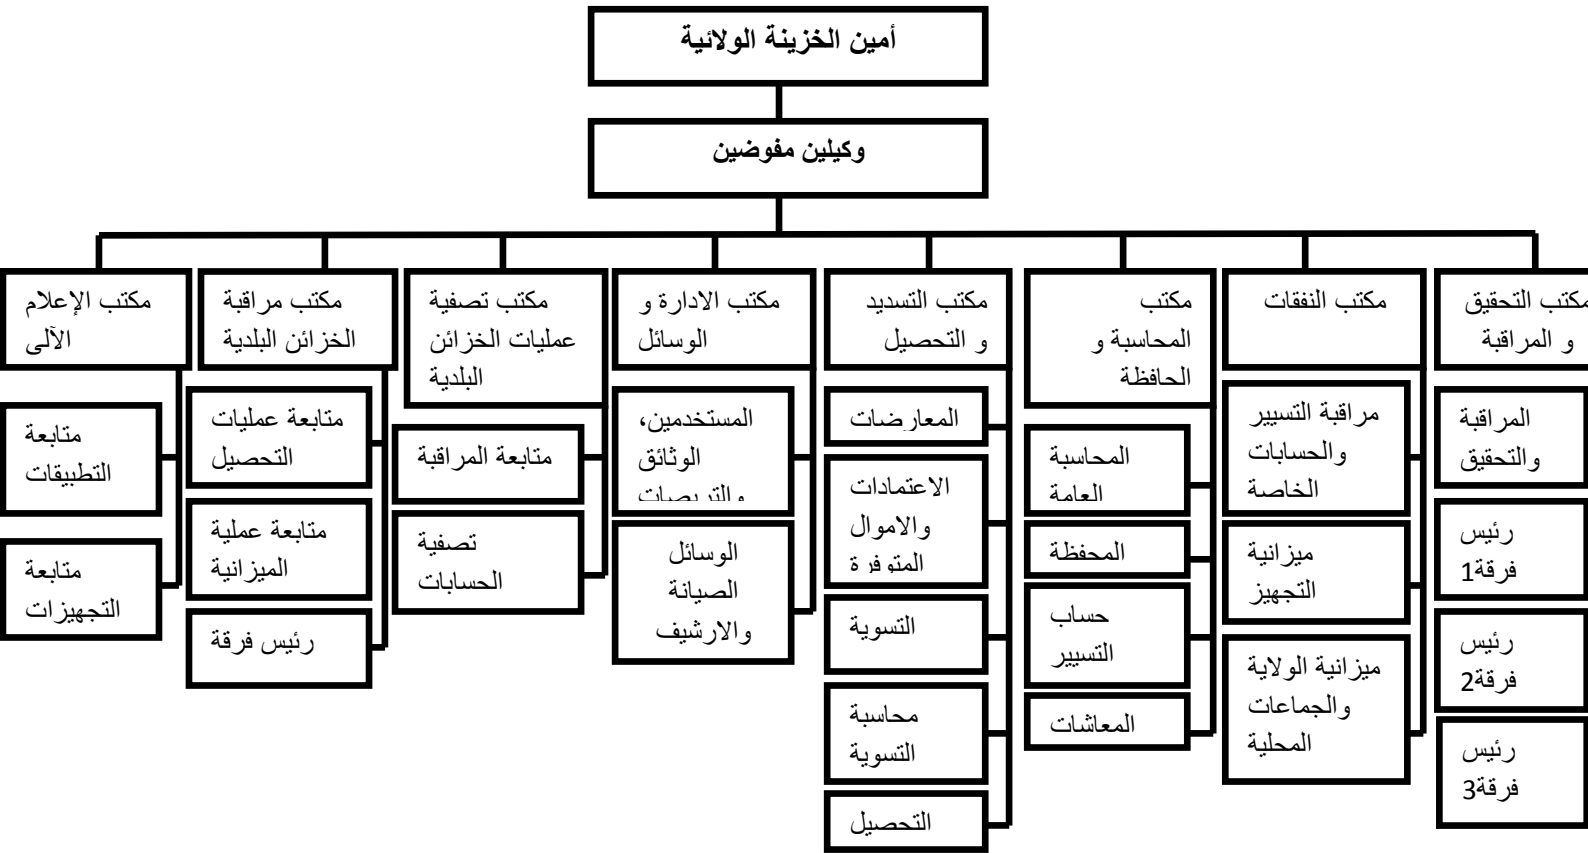 أمين الخزينة الولائية
وكيلين مفوضين
مكتب التحقيق
و المراقبة
المراقبة
والتحقيق
رئيس
فرقة1
رئيس
فرقة2
رئيس
فرقة3
مكتب النفقات
مراقبة التسيير
والحسابات
الخاصة
ميزانية
التجهيز
ميزانية الولاية
والجماعات
المحلية
مكتب
المحاسبة و
الحافظة
المحاسبة
العامة
المحفظة
حساب
التسيير
المعاشات
مكتب التسديد
و التحصيل
المعارضات
الاعتمادات
والاموال
المتوفرة
التسوية
محاسبة
التسوية
التحصيل
مكتب الادارة و
الوسائل
المستخدمين،
الوثائق
والتربصات
الوسائل
الصيانة
والارشيف
مكتب تصفية
عمليات الخزائن
البلدية
متابعة المراقبة
تصفية
الحسابات
مكتب مراقبة
الخزائن البلدية
متابعة عمليات
التحصيل
متابعة عملية
الميزانية
رئيس فرقة
مكتب الإعلام
الآلى
متابعة
التطبيقات
متابعة
التجهيزات